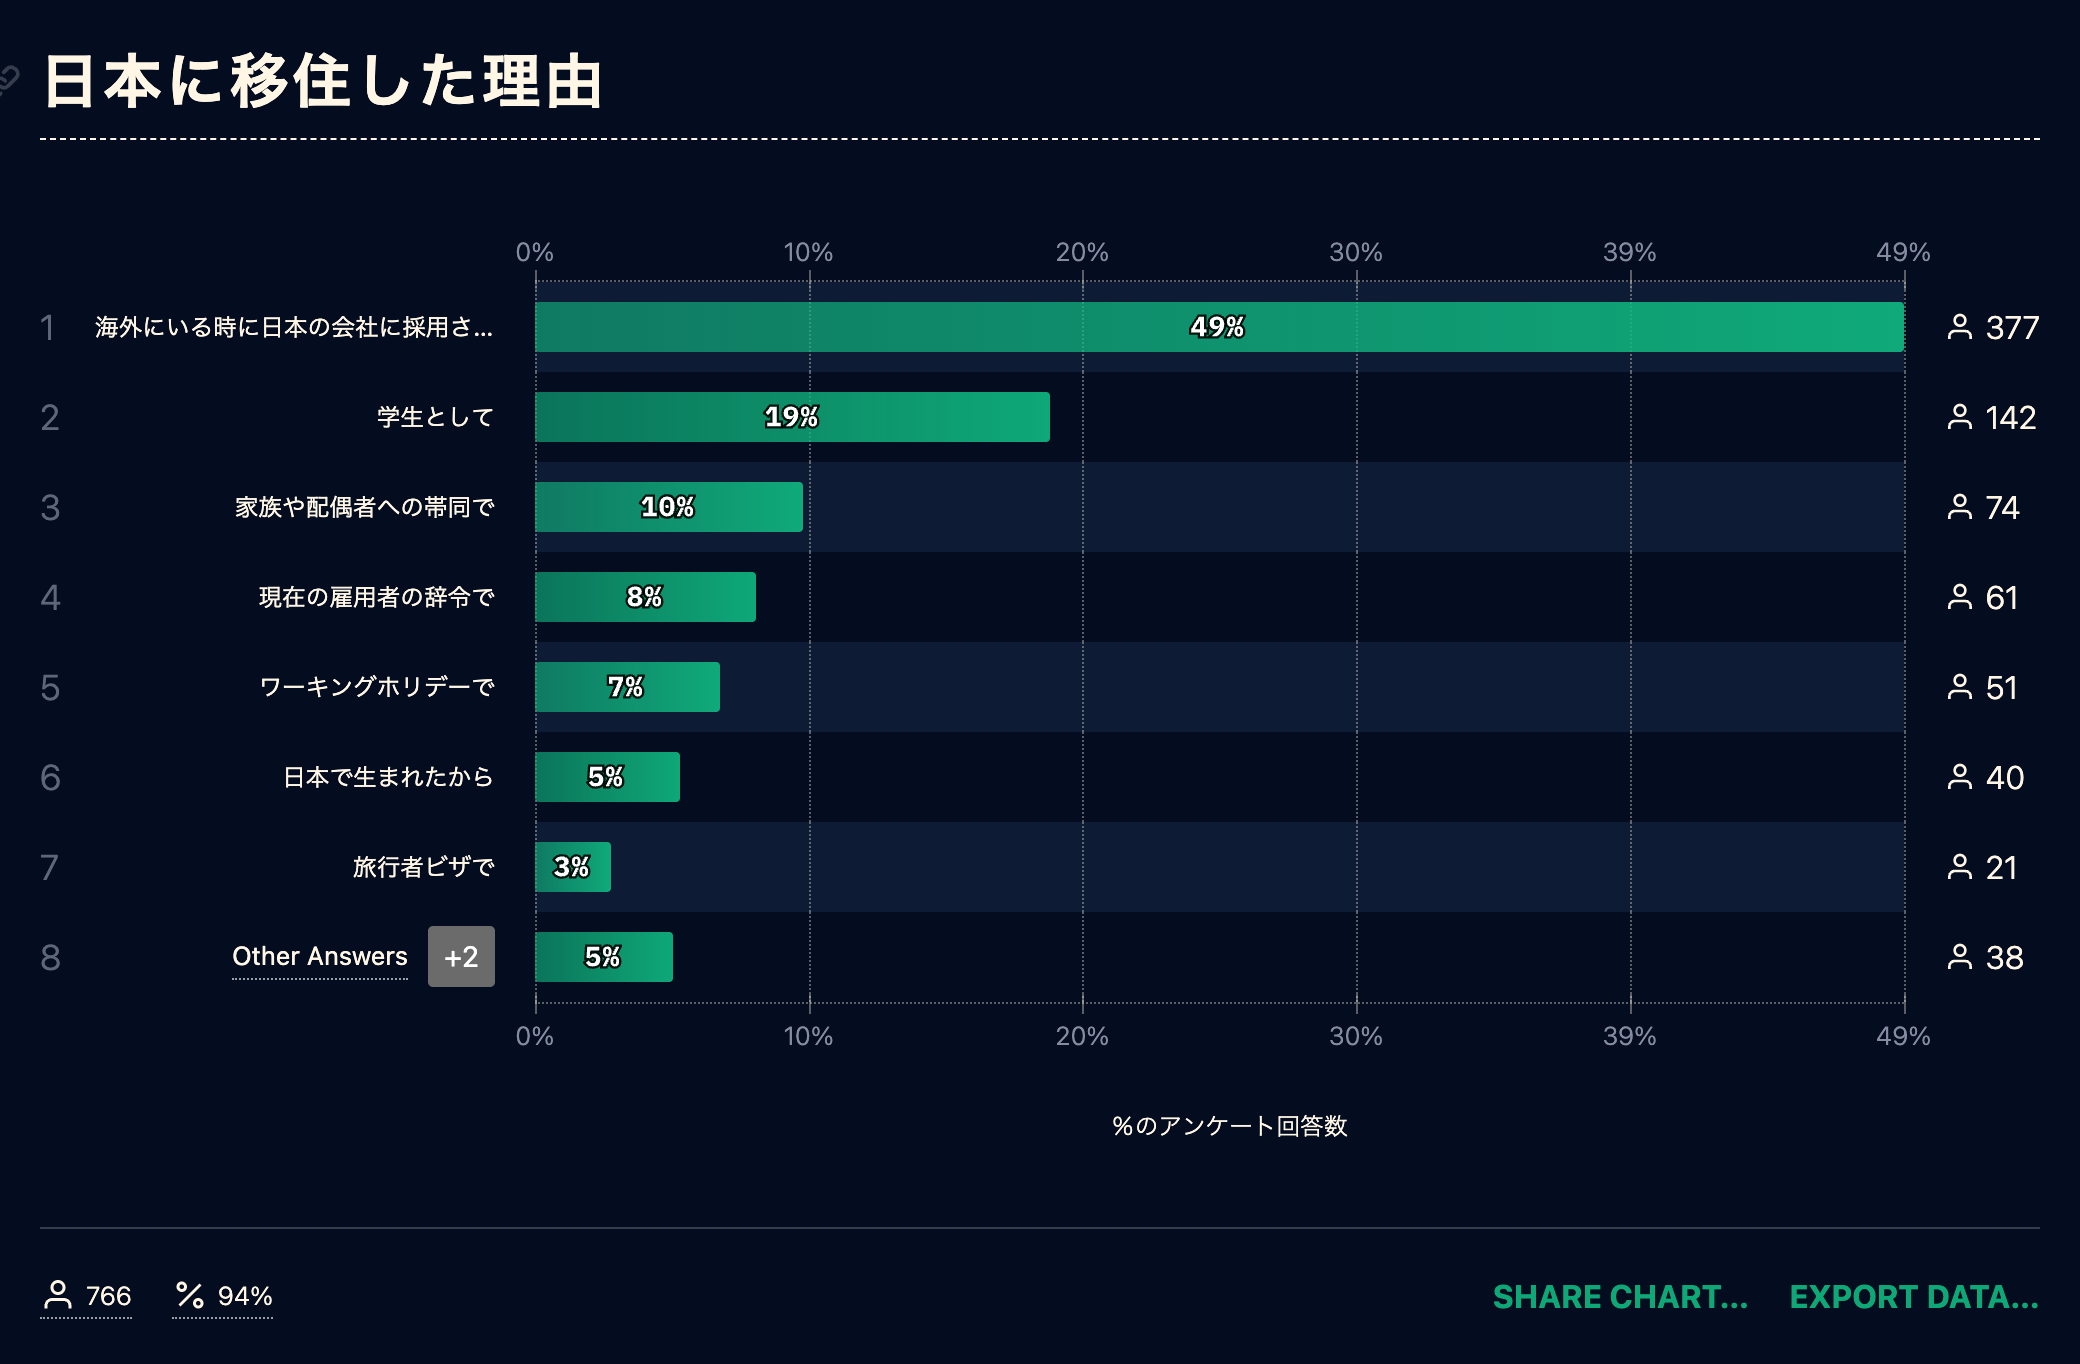 日本に移住した理由
0% 10% 20% 30% 39% 49%
1 海外にいる時に日本の会社に採用さ... 49% 377
2 学生として 19% 142
3 家族や配偶者への帯同で 10% 74
4 現在の雇用者の辞令で 8% 61
5 ワーキングホリデーで 7% 51
6 日本で生まれたから 5% 40
7 旅行者ビザで 3% 21
8 Other Answers +2 5% 38
0% 10% 20% 30% 39% 49%
%のアンケート回答数
766 % 94% SHARE CHART... EXPORT DATA...